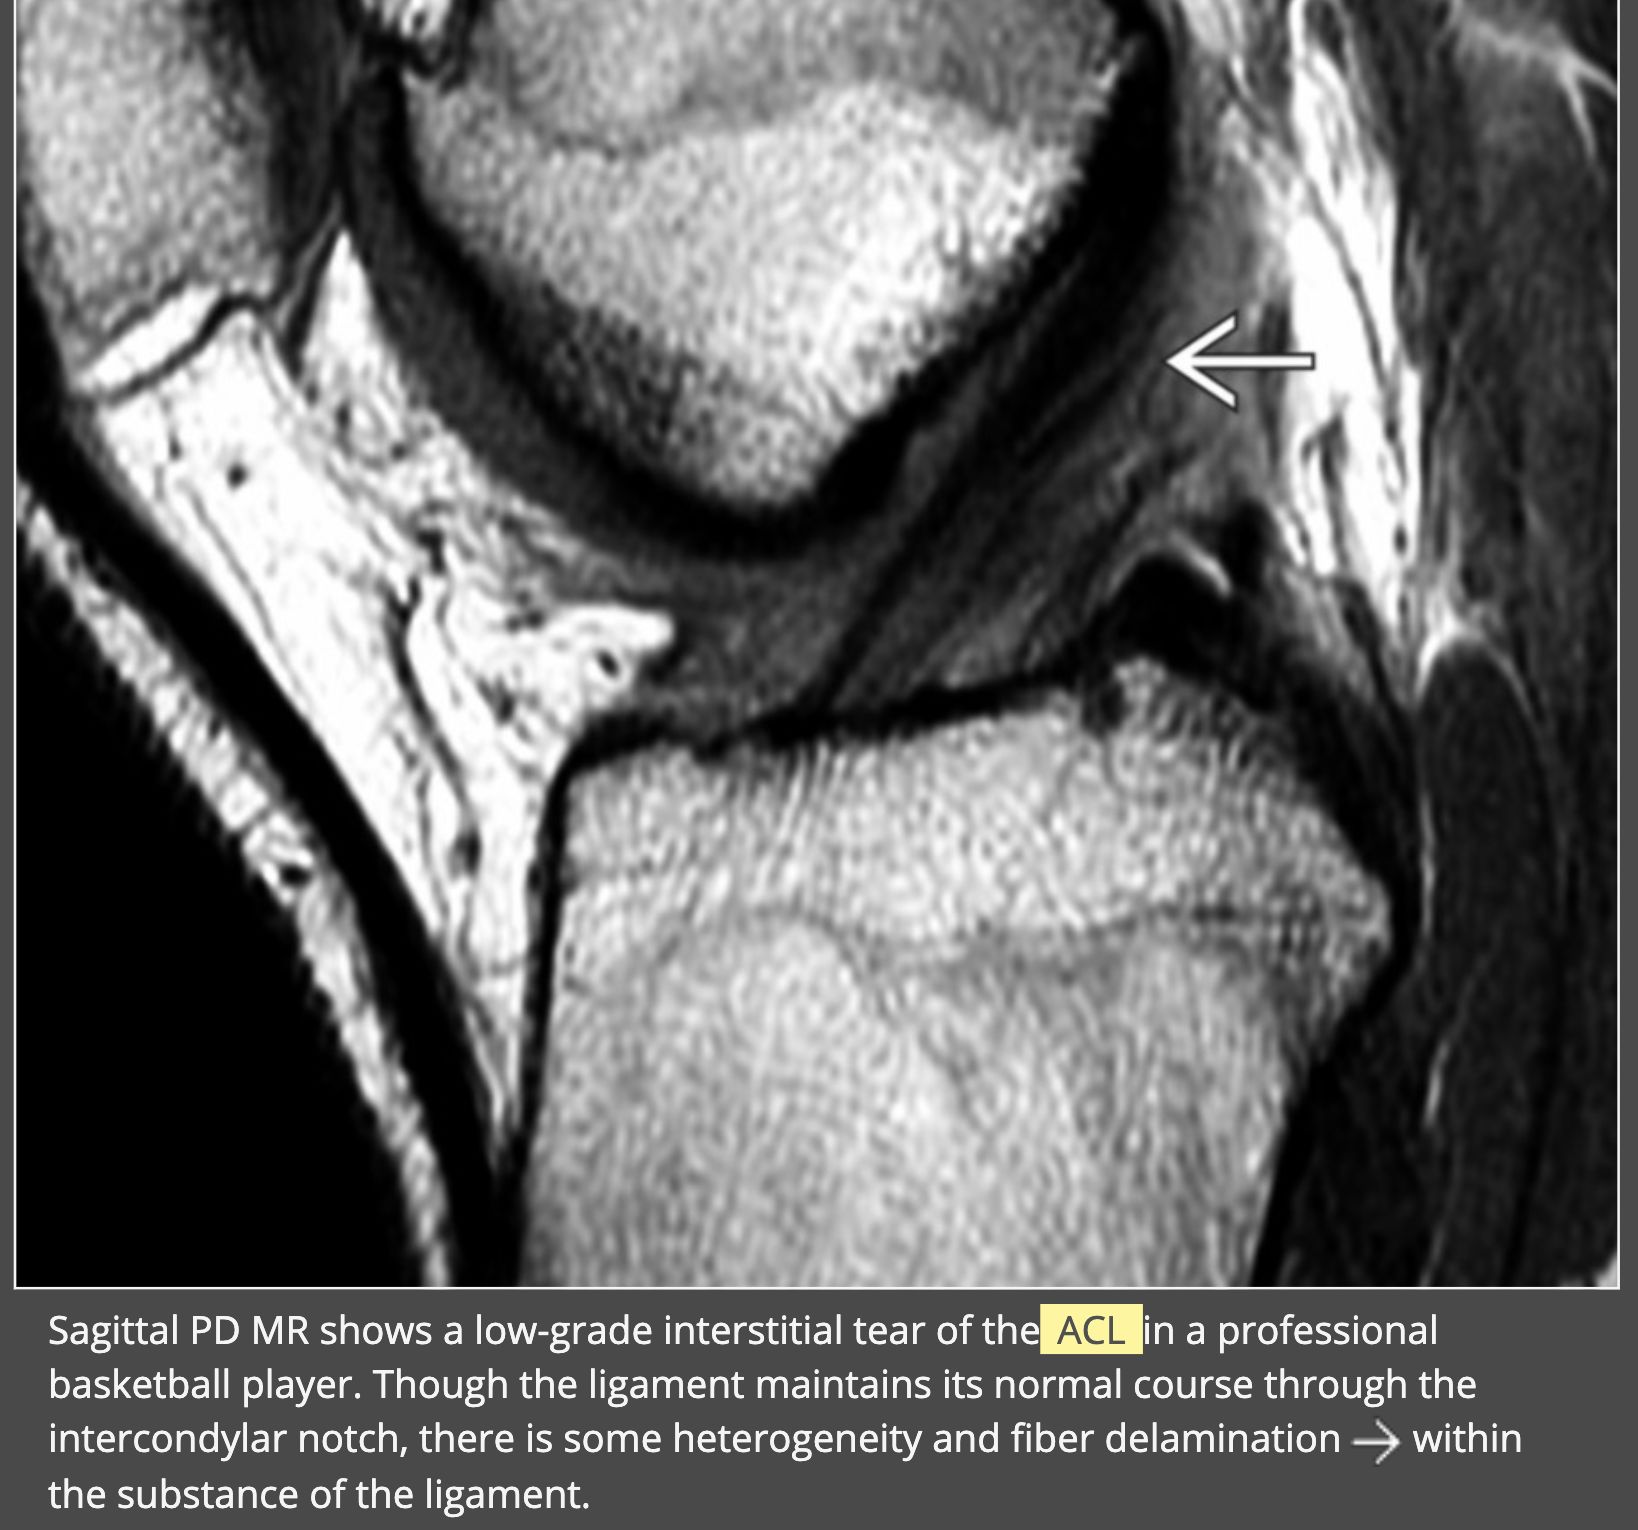 Sagittal PD MR shows a low-grade interstitial tear of the ACL in a professional
basketball player. Though the ligament maintains its normal course through the
intercondylar notch, there is some heterogeneity and fiber delamination → within
the substance of the ligament.